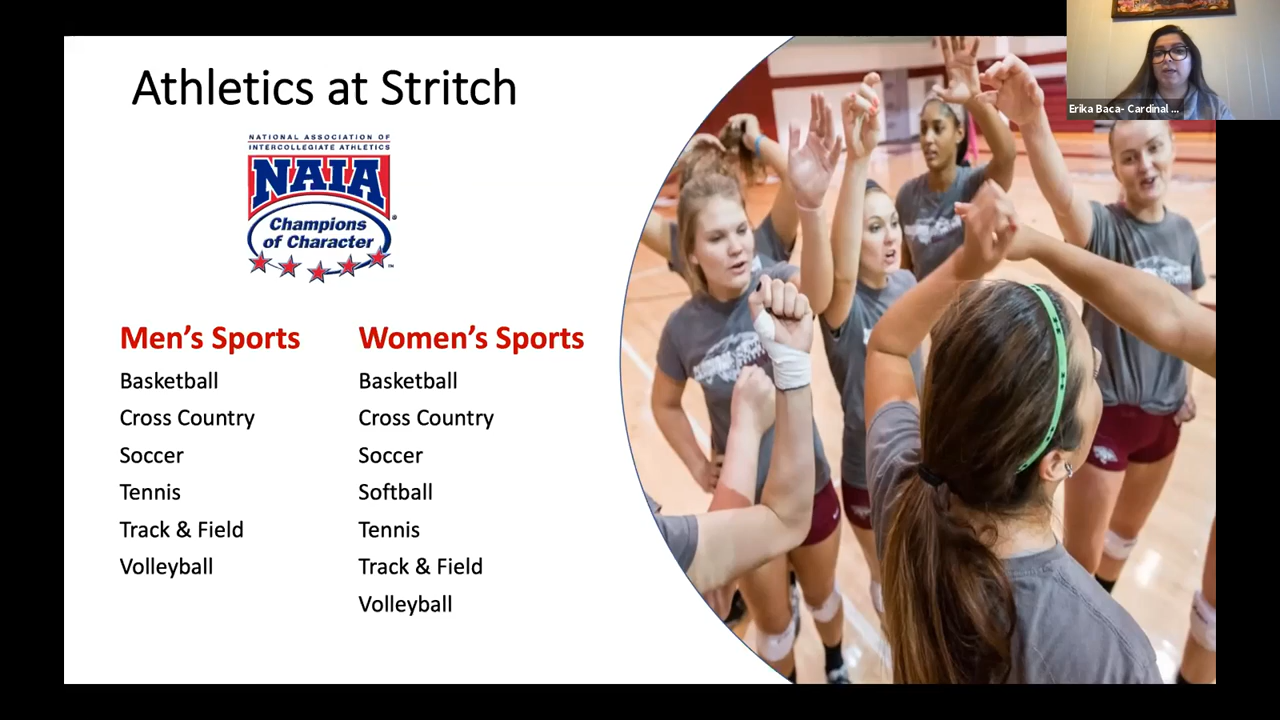 Athletics at Stritch
NATIONAL ASSOCIATION OF
INTERCOLLEGIATE ATHLETICS
NAIA
Champions
of Character
Men's Sports
Basketball
Cross Country
Soccer
Tennis
Track & Field
Volleyball
Women's Sports
Basketball
Cross Country
Soccer
Softball
Tennis
Track & Field
Volleyball
Erika Baca- Cardinal ...